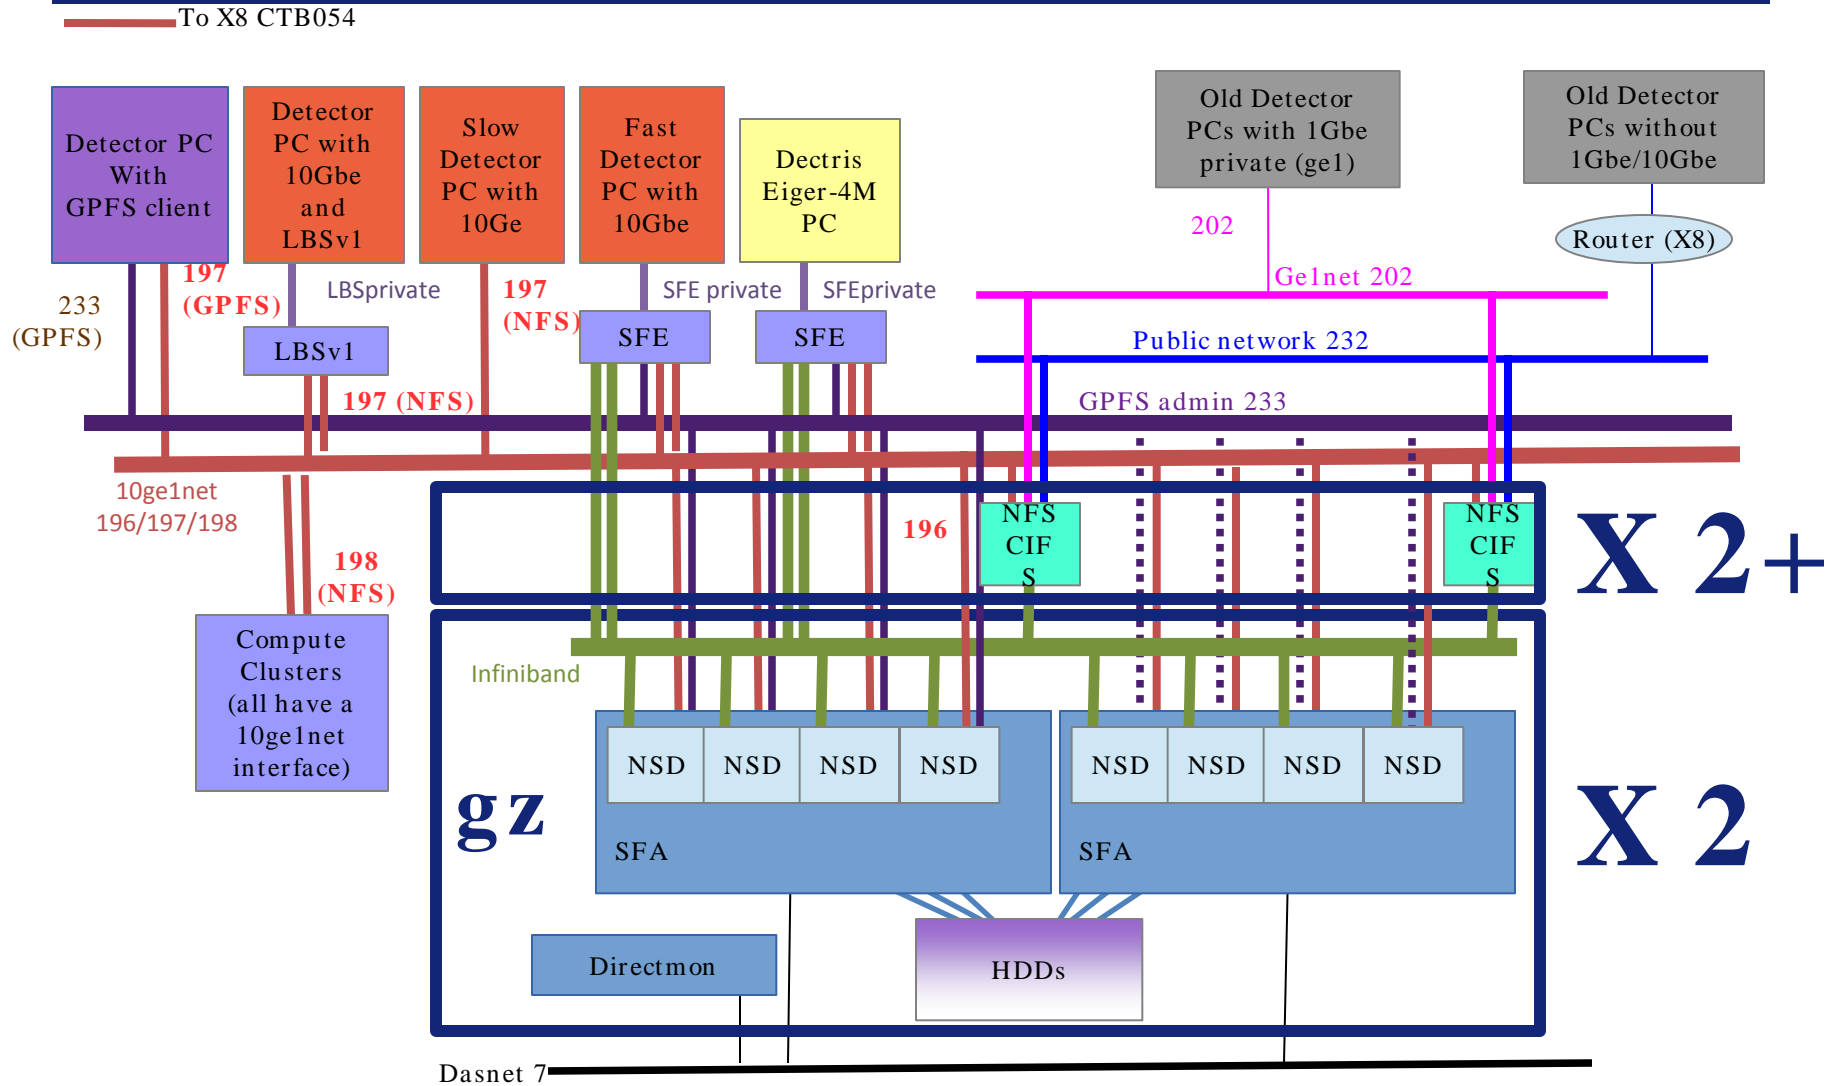 To X8 CTB054
Detector PC
With
GPFS client
Detector
PC with
10Gbe
and
LBSv1
Slow
Detector
PC with
10Ge
Fast
Detector
PC with
10Gbe
Dectris
Eiger-4M
PC
Old Detector
PCs with 1Gbe
private (ge1)
Old Detector
PCs without
1Gbe/10Gbe
202
Router (X8)
233
(GPFS)
197
(GPFS)
LBSprivate
197
(NFS)
SFE private
SFEprivate
Ge1net 202
LBSv1
SFE
SFE
Public network 232
197 (NFS)
GPFS admin 233
10ge1net
196/197/198
196
NFS
CIF
S
NFS
CIF
S
X 2+
198
(NFS)
Compute
Clusters
(all have a
10ge1net
interface)
Infiniband
gz
NSD
NSD
NSD
NSD
SFA
NSD
NSD
NSD
NSD
SFA
X 2
Directmon
HDDs
Dasnet 7